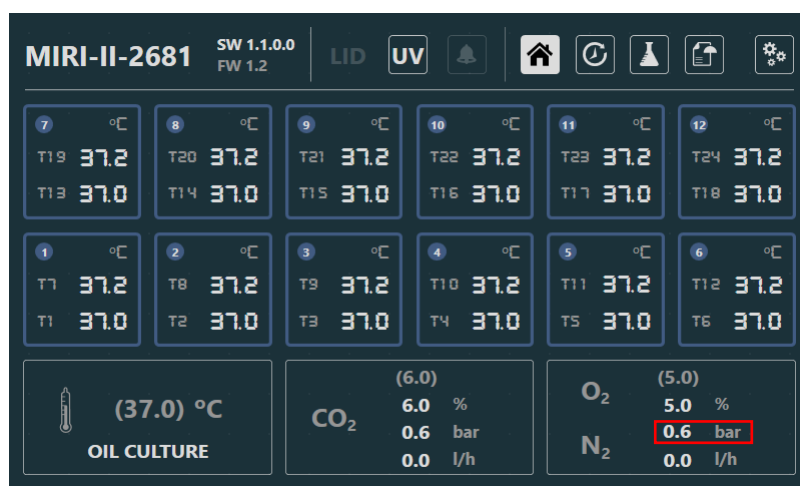 MIRI-II-2681 SW 1.1.0.0 LID UV
FW 1.2
7 °C 8 °C 9 °C 10 °C 11 °C 12 °C
T19 37.2 T20 37.2 T21 37.2 T22 37.2 T23 37.2 T24 37.2
T13 37.0 T14 37.0 T15 37.0 T16 37.0 T17 37.0 T18 37.0
1 °C 2 °C 3 °C 4 °C 5 °C 6 °C
T7 37.2 T8 37.2 T9 37.2 T10 37.2 T11 37.2 T12 37.2
T1 37.0 T2 37.0 T3 37.0 T4 37.0 T5 37.0 T6 37.0
(37.0) °C
OIL CULTURE
CO₂
(6.0)
6.0 %
0.6 bar
0.0 l/h
O₂
N₂
(5.0)
5.0 %
0.6 bar
0.0 l/h